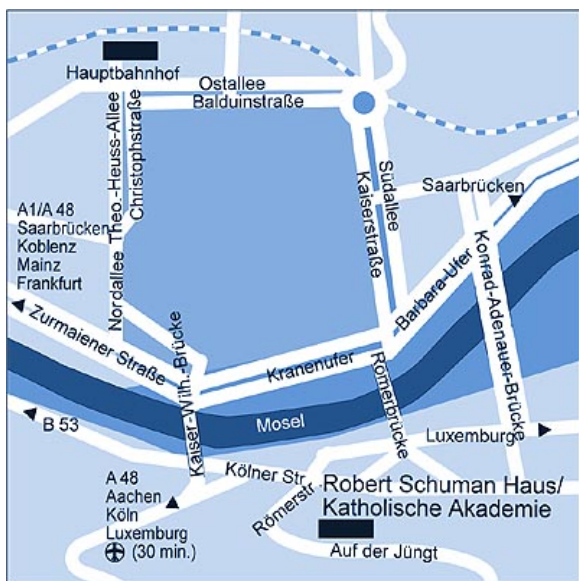 Hauptbahnhof
Ostallee
Balduinstraße
Nordallee Theo.-Heuss-Allee
Christophstraße
Südallee
Kaiserstraße
Saarbrücken
A1/A 48
Saarbrücken
Koblenz
Mainz
Frankfurt
Konrad-Adenauer-Brücke
Barbara-Ufer
Zurmaiener Straße
Kaiser-Wilh.-Brücke
Kranenufer
Römerbrücke
Mosel
B 53
Luxemburg
Kölner Str.
Römerstr.
A 48
Aachen
Köln
Luxemburg
(30 min.)
Robert Schuman Haus/
Katholische Akademie
Auf der Jüngt